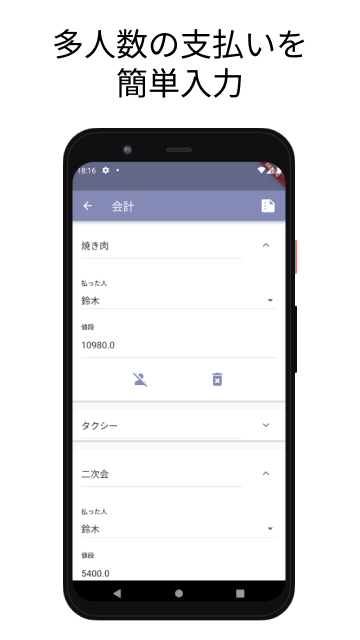 多人数の支払いを
簡単入力
18:16
会計
焼き肉
払った人
鈴木
値段
10980.0
タクシー
二次会
払った人
鈴木
値段
5400.0